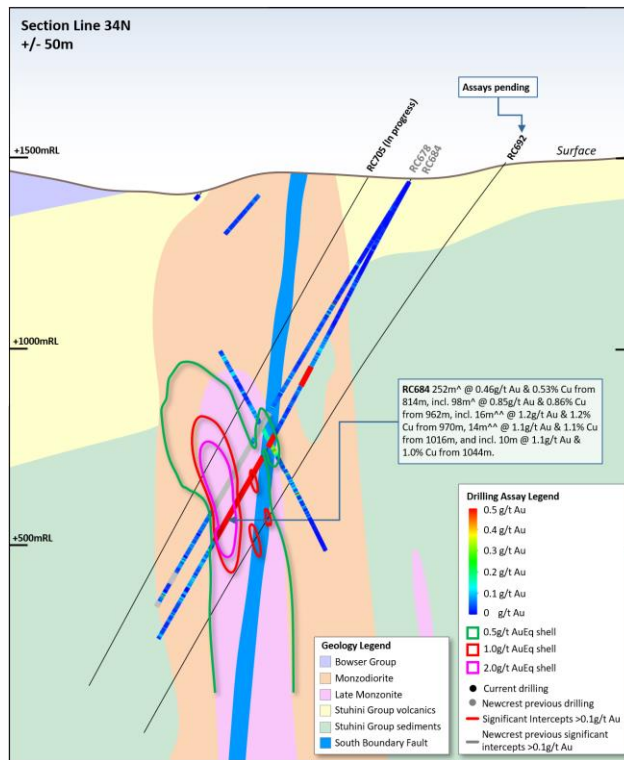 Section Line 34N
+/- 50m
Assays pending
RC705 (In progress)
RC678
RC684
RC692
Surface
+1500mRL
+1000mRL
+500mRL
RC684 252m^ @ 0.46g/t Au & 0.53% Cu from
814m, incl. 98m^ @ 0.85g/t Au & 0.86% Cu
from 962m, incl. 16m^^ @ 1.2g/t Au & 1.2%
Cu from 970m, 14m^^ @ 1.1g/t Au & 1.1% Cu
from 1016m, and incl. 10m @ 1.1g/t Au &
1.0% Cu from 1044m.
Geology Legend
Bowser Group
Monzodiorite
Late Monzonite
Stuhini Group volcanics
Stuhini Group sediments
South Boundary Fault
Drilling Assay Legend
0.5 g/t Au
0.4 g/t Au
0.3 g/t Au
0.2 g/t Au
0.1 g/t Au
0 g/t Au
0.5g/t AuEq shell
1.0g/t AuEq shell
2.0g/t AuEq shell
Current drilling
Newcrest previous drilling
Significant Intercepts >0.1g/t Au
Newcrest previous significant
intercepts >0.1g/t Au